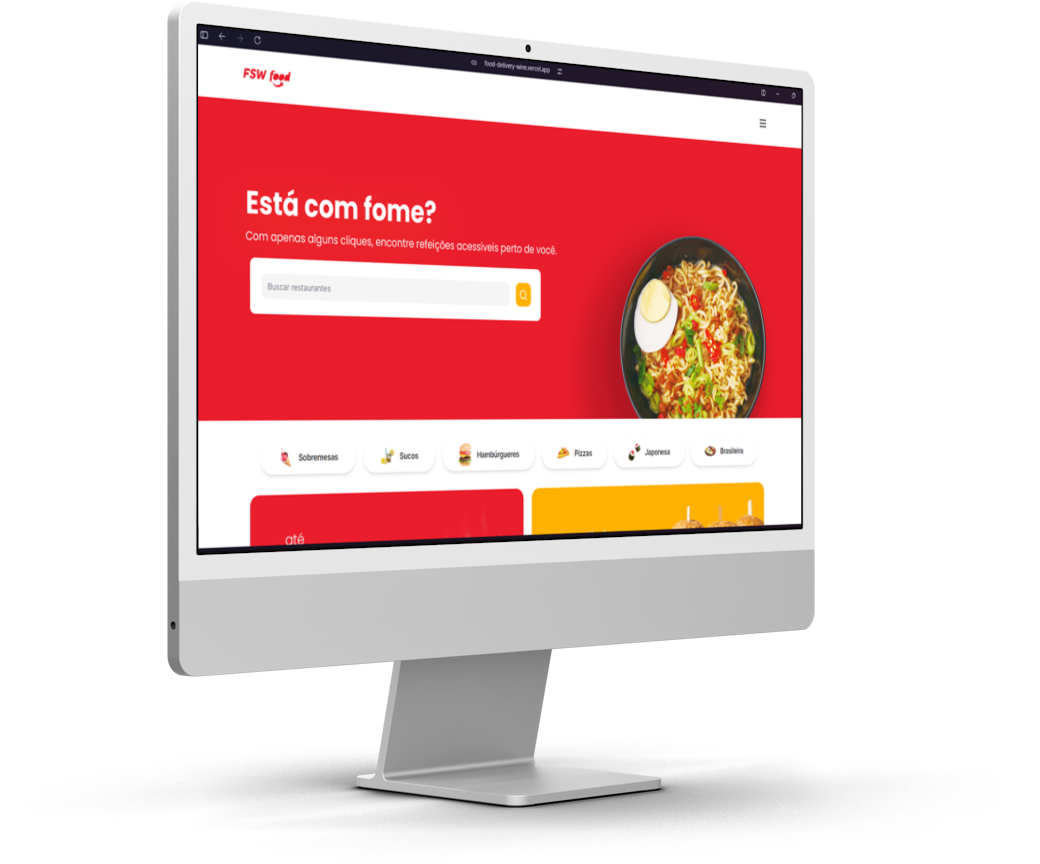 food-delivery-wine.vercel.app
FSW food
Está com fome?
Com apenas alguns cliques, encontre refeições acessíveis perto de você.
Buscar restaurantes
Sobremesas
Sucos
Hambúrgueres
Pizzas
Japonesa
Brasileira
até